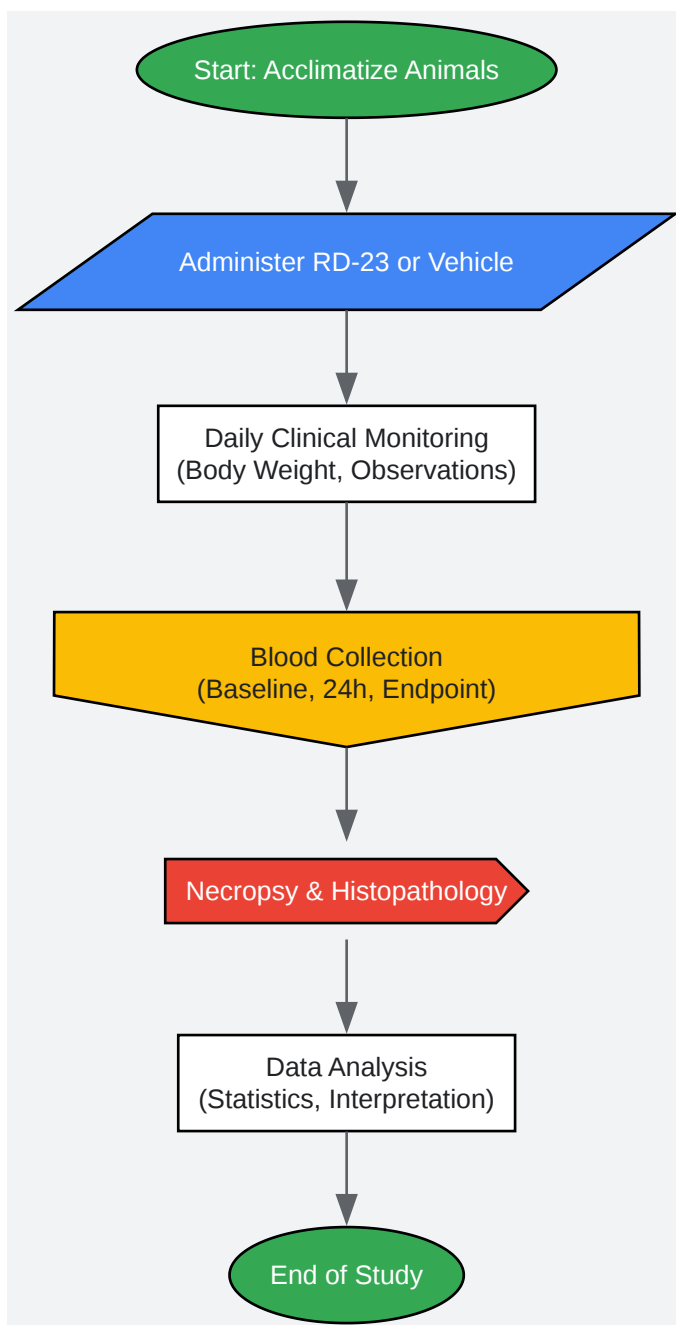 Start: Acclimatize Animals
Administer RD-23 or Vehicle
Daily Clinical Monitoring
(Body Weight, Observations)
Blood Collection
(Baseline, 24h, Endpoint)
Necropsy & Histopathology
Data Analysis
(Statistics, Interpretation)
End of Study